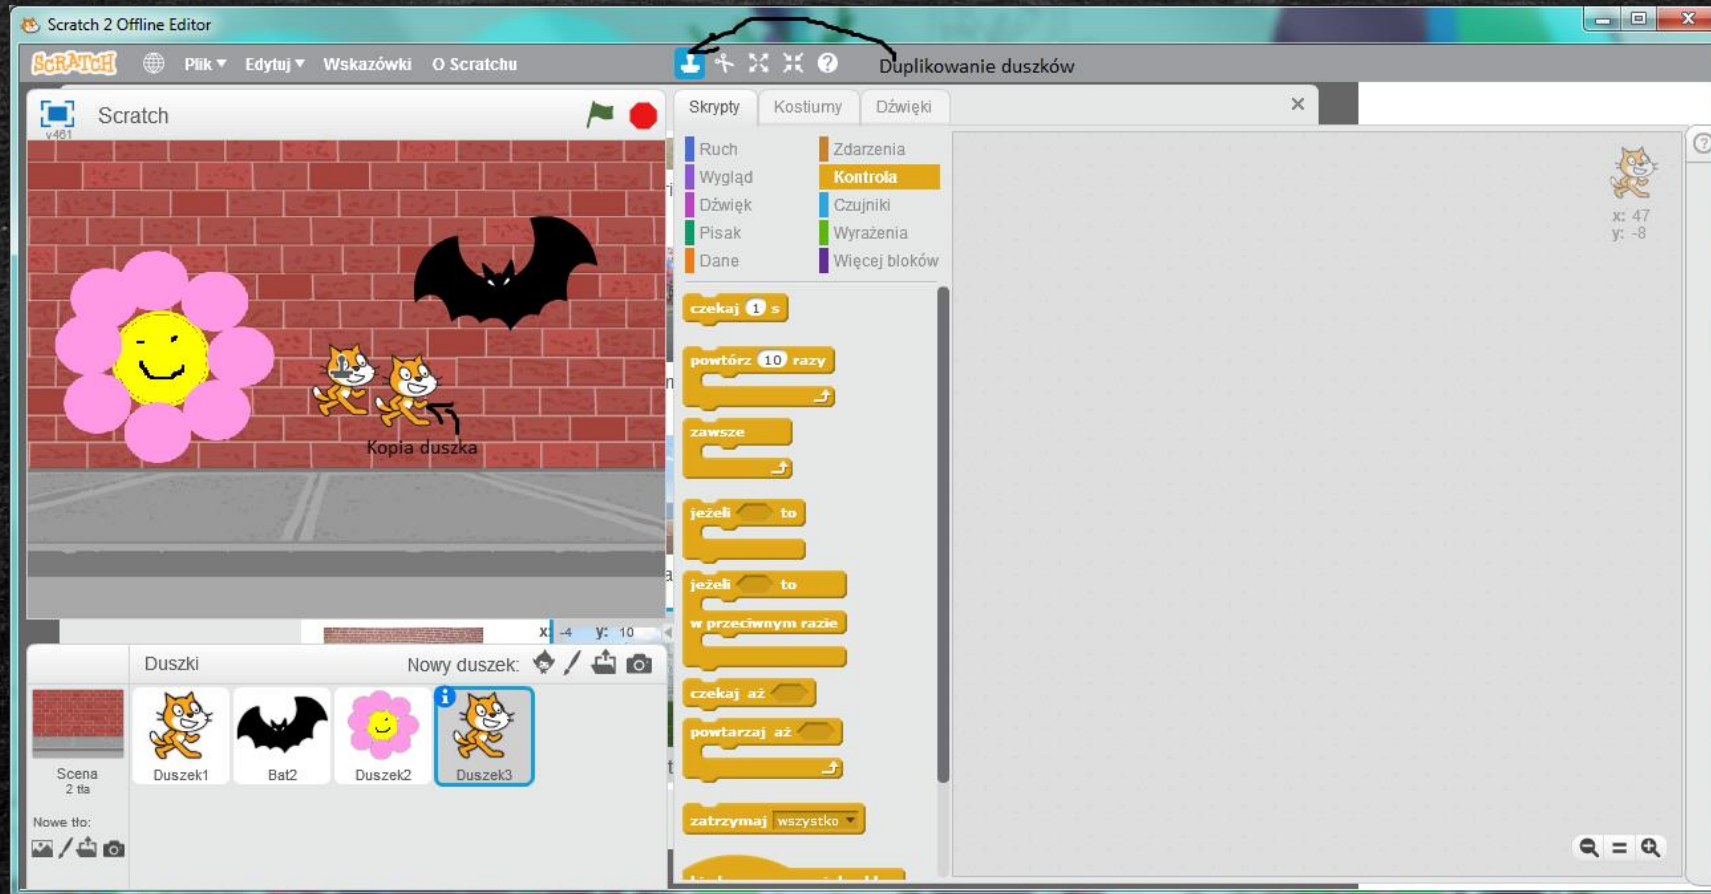 Scratch 2 Offline Editor
SCRATCH Plik Edytuj Wskazówki O Scratchu
Duplikowanie duszków
Scratch
v461
Skrypty Kostiumy Dźwięki
Ruch Zdarzenia
Wygląd Kontrola
Dźwięk Czujniki
Pisak Wyrażenia
Dane Więcej bloków
x: 47
y: -8
czekaj 1 s
powtórz 10 razy
zawsze
jeżeli to
jeżeli to
w przeciwnym razie
czekaj aż
powtarzaj aż
zatrzymaj wszystko
Kopia duszka
x: -4 y: 10
Duszki Nowy duszek:
Duszek1 Bat2 Duszek2 Duszek3
Scena
2 tła
Nowe tło: